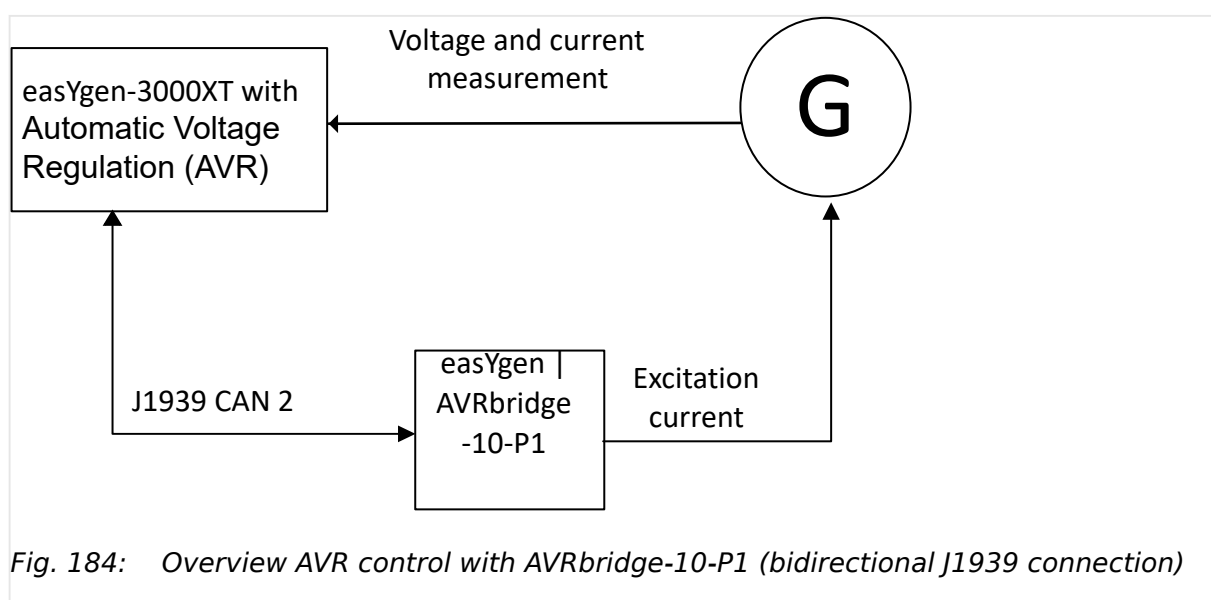 Voltage and current
measurement
G
easYgen-3000XT with
Automatic Voltage
Regulation (AVR)
easYgen |
AVRbridge
-10-P1
Excitation
current
J1939 CAN 2
Fig. 184: Overview AVR control with AVRbridge-10-P1 (bidirectional J1939 connection)